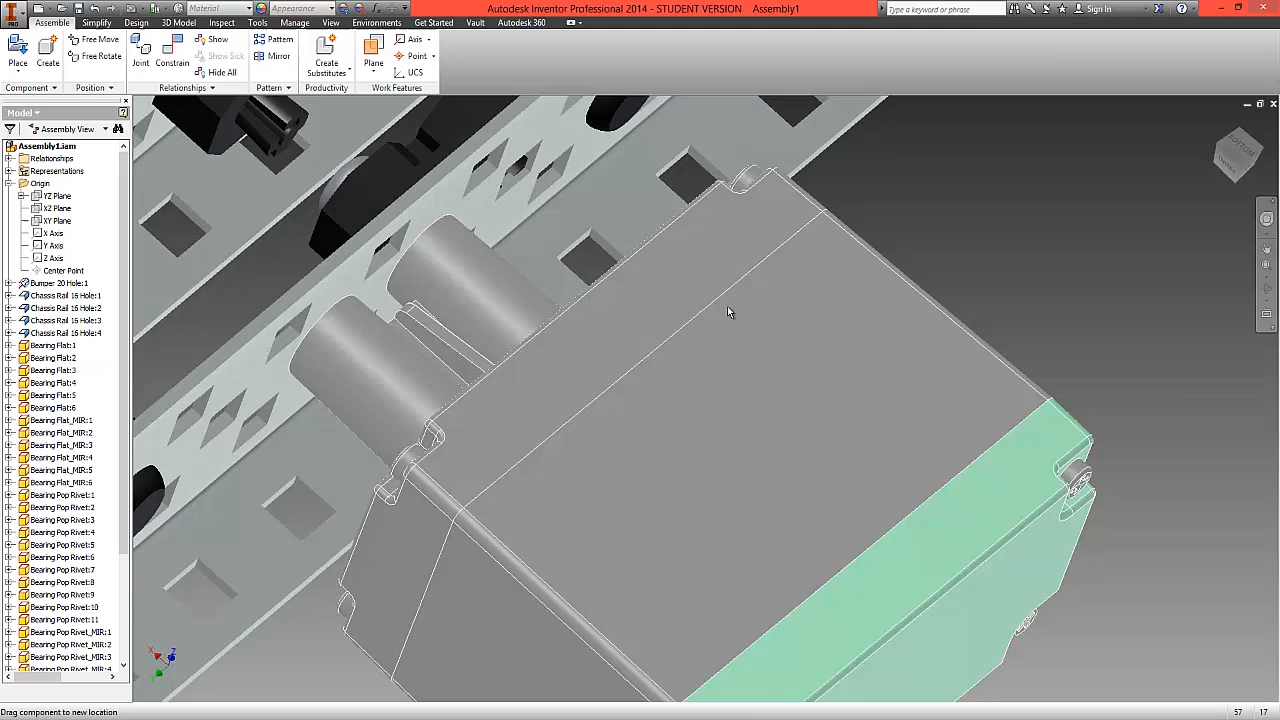 Material
Appearance
Autodesk Inventor Professional 2014 - STUDENT VERSION Assembly1
Type a keyword or phrase
Sign In
PRO
Assemble Simplify Design 3D Model Inspect Tools Manage View Environments Get Started Vault Autodesk 360
Place
Create
Free Move
Free Rotate
Joint
Constrain
Show
Show Sick
Hide All
Pattern
Mirror
Create Substitutes
Plane
Axis
Point
UCS
Component
Position
Relationships
Pattern
Productivity
Work Features
Model
Assembly View
Assembly1.iam
Relationships
Representations
Origin
YZ Plane
XZ Plane
XY Plane
X Axis
Y Axis
Z Axis
Center Point
Bumper 20 Hole:1
Chassis Rail 16 Hole:1
Chassis Rail 16 Hole:2
Chassis Rail 16 Hole:3
Chassis Rail 16 Hole:4
Bearing Flat:1
Bearing Flat:2
Bearing Flat:3
Bearing Flat:4
Bearing Flat:5
Bearing Flat:6
Bearing Flat_MIR:1
Bearing Flat_MIR:2
Bearing Flat_MIR:3
Bearing Flat_MIR:4
Bearing Flat_MIR:5
Bearing Flat_MIR:6
Bearing Pop Rivet:1
Bearing Pop Rivet:2
Bearing Pop Rivet:3
Bearing Pop Rivet:4
Bearing Pop Rivet:5
Bearing Pop Rivet:6
Bearing Pop Rivet:7
Bearing Pop Rivet:8
Bearing Pop Rivet:9
Bearing Pop Rivet:10
Bearing Pop Rivet:11
Bearing Pop Rivet_MIR:1
Bearing Pop Rivet_MIR:2
Bearing Pop Rivet_MIR:3
Bearing Pop Rivet_MIR:4
BOTTOM
X
Z
Y
Drag component to new location
57 17